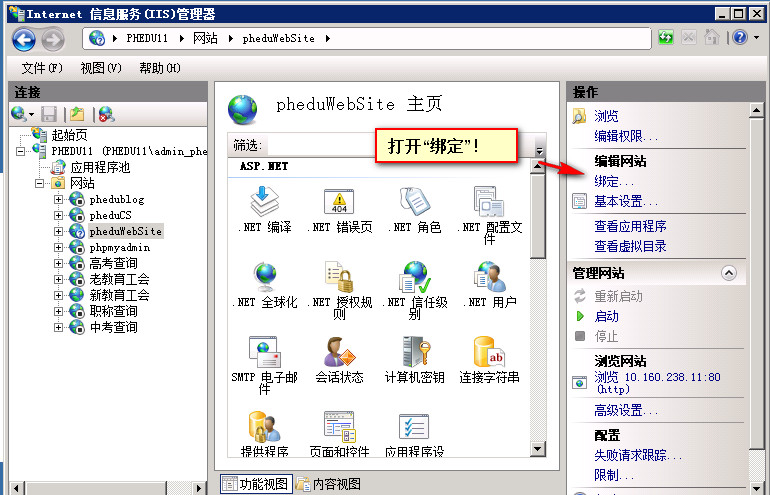 Internet 信息服务(IIS)管理器
PHEDU11 网站 pheduWebSite
文件(F) 视图(V) 帮助(H)
连接
起始页
PHEDU11 (PHEDU11\admin_phe
应用程序池
网站
phedublog
pheduCS
pheduWebSite
phpmyadmin
高考查询
老教育工会
新教育工会
职称查询
中考查询
pheduWebSite 主页
筛选:
打开“绑定”!
ASP.NET
.NET 编译
.NET 错误页
.NET 角色
.NET 配置文
件
404
.NET 全球化
.NET 授权规
则
.NET 信任级
别
.NET 用户
SMTP 电子邮
件
会话状态
计算机密钥
连接字符串
ab
提供程序
页面和控件
应用程序设
功能视图
内容视图
操作
浏览
编辑权限...
编辑网站
绑定...
基本设置...
查看应用程序
查看虚拟目录
管理网站
重新启动
启动
停止
浏览网站
浏览 10.160.238.11:80
(http)
高级设置...
配置
失败请求跟踪...
限制...